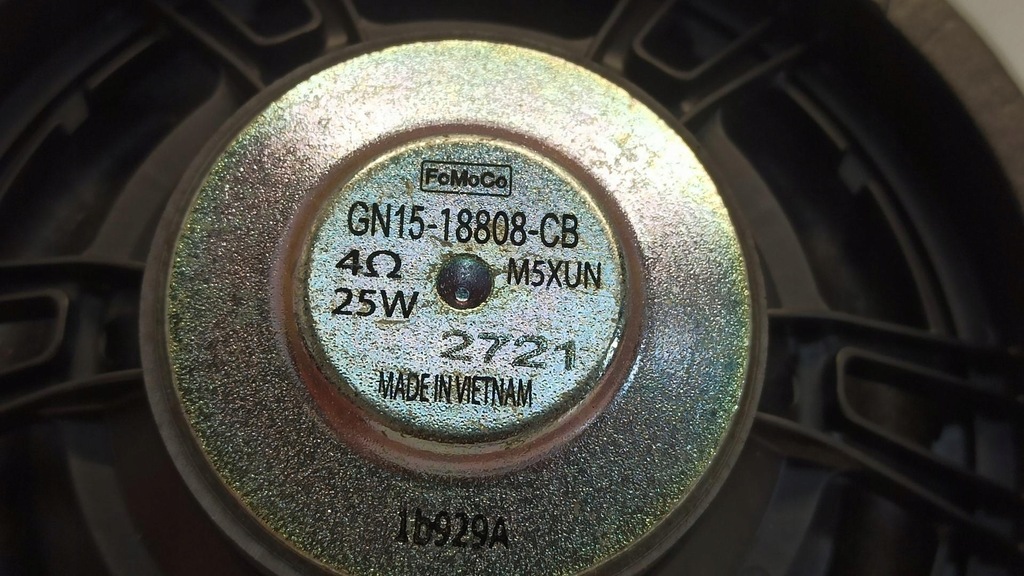 FoMoCo
GN15-18808-CB
4Ω M5XUN
25W
2721
MADE IN VIETNAM
1b929A